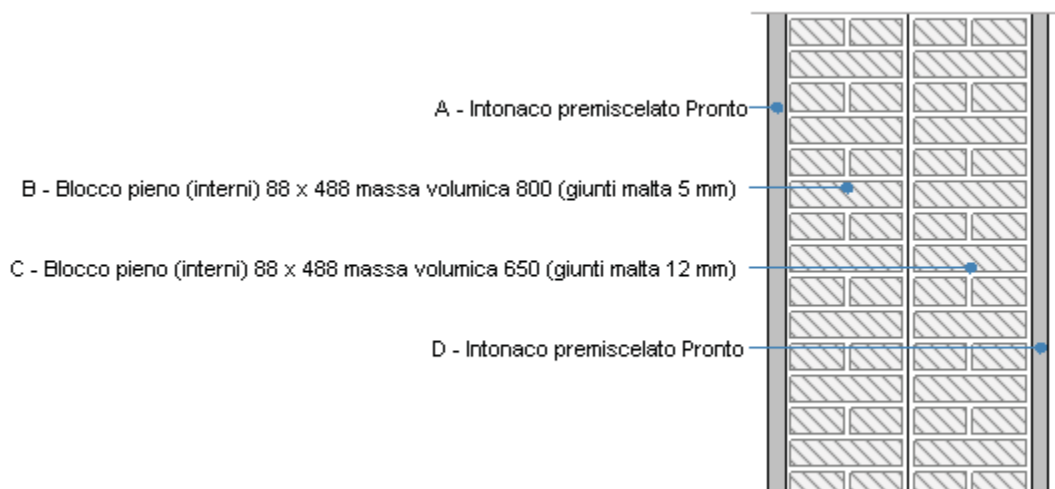 A - Intonaco premiscelato Pronto
B - Blocco pieno (interni) 88 x 488 massa volumica 800 (giunti malta 5 mm)
C - Blocco pieno (interni) 88 x 488 massa volumica 650 (giunti malta 12 mm)
D - Intonaco premiscelato Pronto